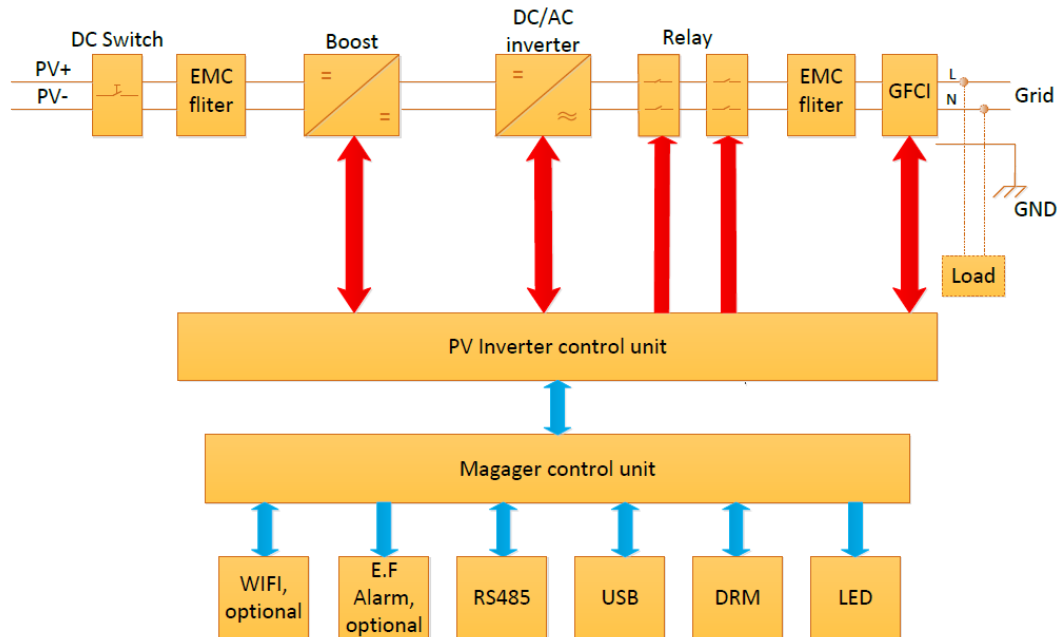 DC Switch
Boost
DC/AC
inverter
Relay
PV+
PV-
EMC
fliter
EMC
fliter
GFCI
L
N
Grid
GND
Load
PV Inverter control unit
Magager control unit
WIFI,
optional
E.F
Alarm,
optional
RS485
USB
DRM
LED